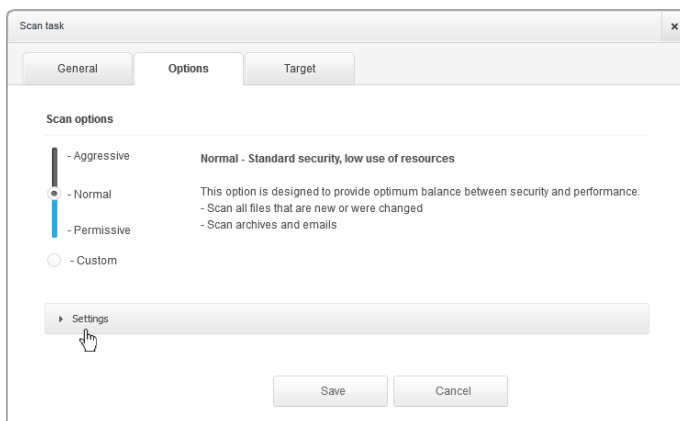 Scan task
General
Options
Target
Scan options
- Aggressive
- Normal
- Permissive
- Custom
Normal - Standard security, low use of resources
This option is designed to provide optimum balance between security and performance.
- Scan all files that are new or were changed
- Scan archives and emails
Settings
Save
Cancel